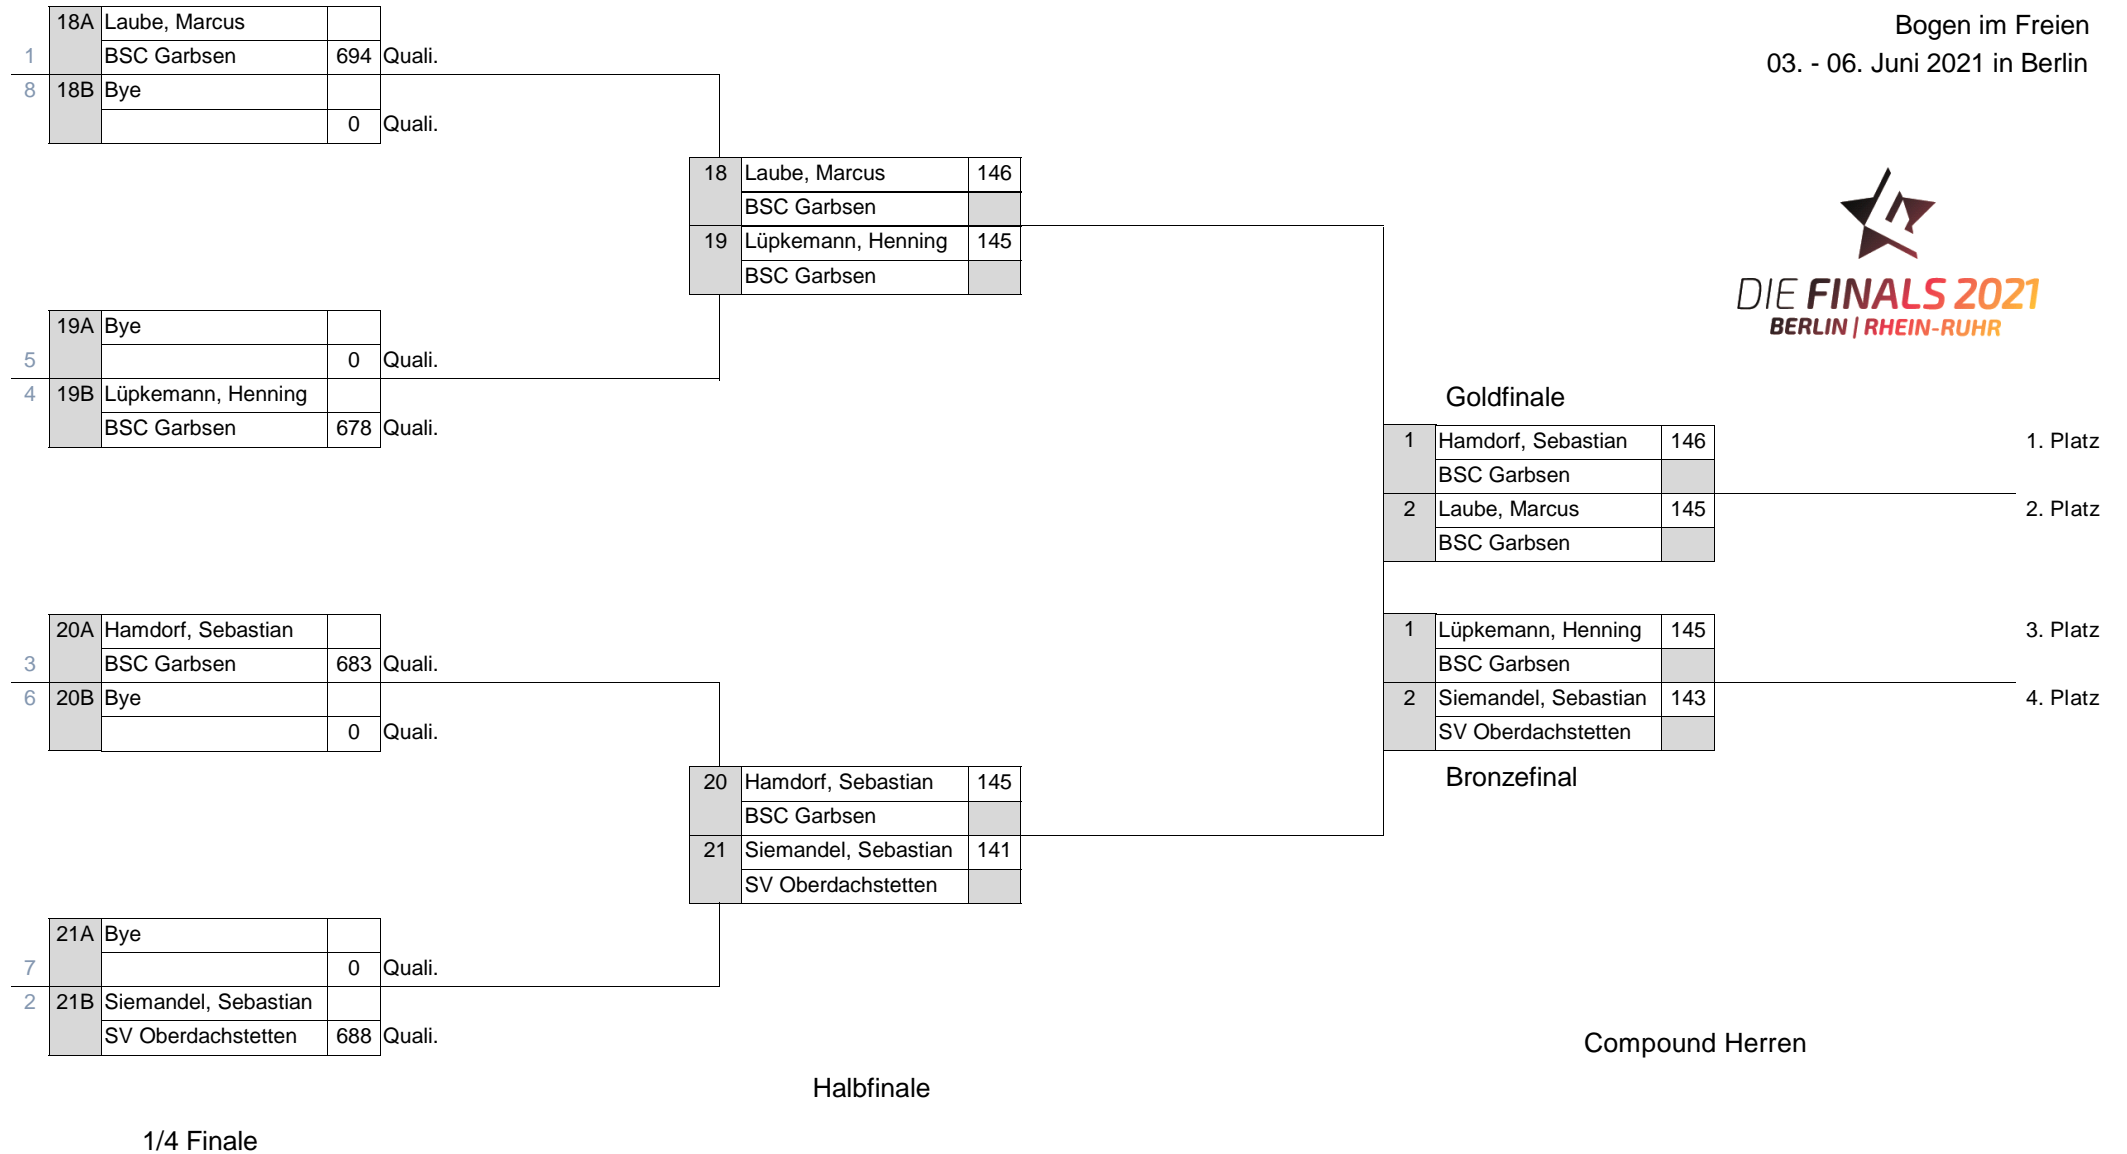 Bogen im Freien
03. - 06. Juni 2021 in Berlin
DIE FINALS 2021
BERLIN | RHEIN-RUHR
18A Laube, Marcus
1 BSC Garbsen 694 Quali.
8 18B Bye
0 Quali.
19A Bye
5 0 Quali.
4 19B Lüpkemann, Henning
BSC Garbsen 678 Quali.
20A Hamdorf, Sebastian
3 BSC Garbsen 683 Quali.
6 20B Bye
0 Quali.
21A Bye
7 0 Quali.
2 21B Siemandel, Sebastian
SV Oberdachstetten 688 Quali.
1/4 Finale
18 Laube, Marcus 146
BSC Garbsen
19 Lüpkemann, Henning 145
BSC Garbsen
20 Hamdorf, Sebastian 145
BSC Garbsen
21 Siemandel, Sebastian 141
SV Oberdachstetten
Halbfinale
Goldfinale
1 Hamdorf, Sebastian 146 1. Platz
BSC Garbsen
2 Laube, Marcus 145 2. Platz
BSC Garbsen
1 Lüpkemann, Henning 145 3. Platz
BSC Garbsen
2 Siemandel, Sebastian 143 4. Platz
SV Oberdachstetten
Bronzefinal
Compound Herren